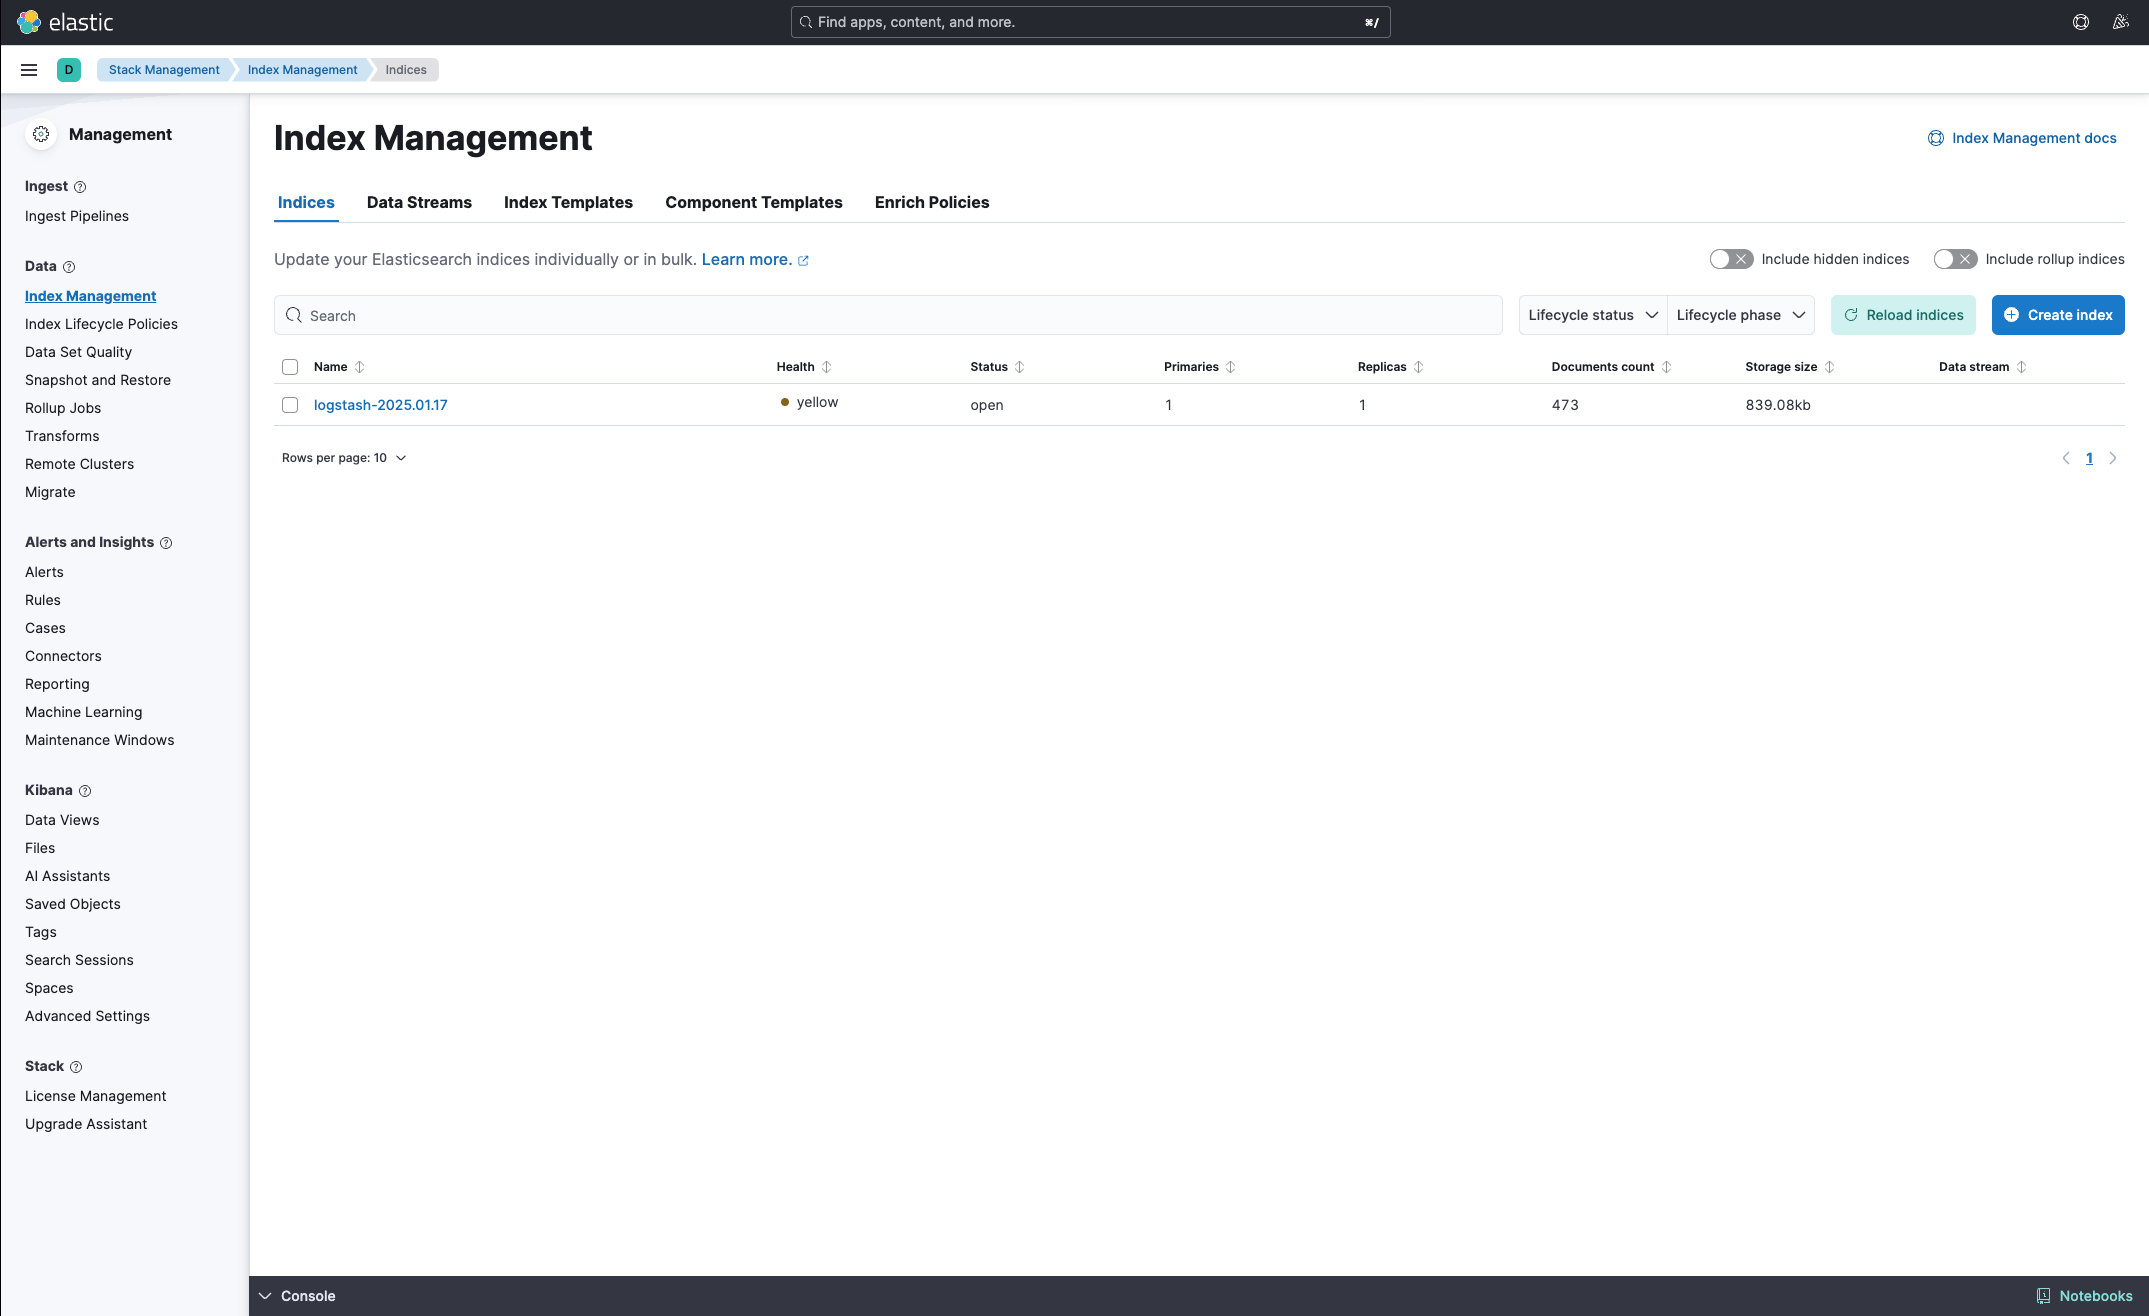 elastic
Find apps, content, and more.
⌘/
D
Stack Management
Index Management
Indices
Management
Ingest
Ingest Pipelines
Data
Index Management
Index Lifecycle Policies
Data Set Quality
Snapshot and Restore
Rollup Jobs
Transforms
Remote Clusters
Migrate
Alerts and Insights
Alerts
Rules
Cases
Connectors
Reporting
Machine Learning
Maintenance Windows
Kibana
Data Views
Files
AI Assistants
Saved Objects
Tags
Search Sessions
Spaces
Advanced Settings
Stack
License Management
Upgrade Assistant
Index Management
Index Management docs
Indices Data Streams Index Templates Component Templates Enrich Policies
Update your Elasticsearch indices individually or in bulk. Learn more.
Include hidden indices Include rollup indices
Search
Lifecycle status Lifecycle phase Reload indices Create index
Name Health Status Primaries Replicas Documents count Storage size Data stream
logstash-2025.01.17 yellow open 1 1 473 839.08kb
Rows per page: 10
1
Console
Notebooks